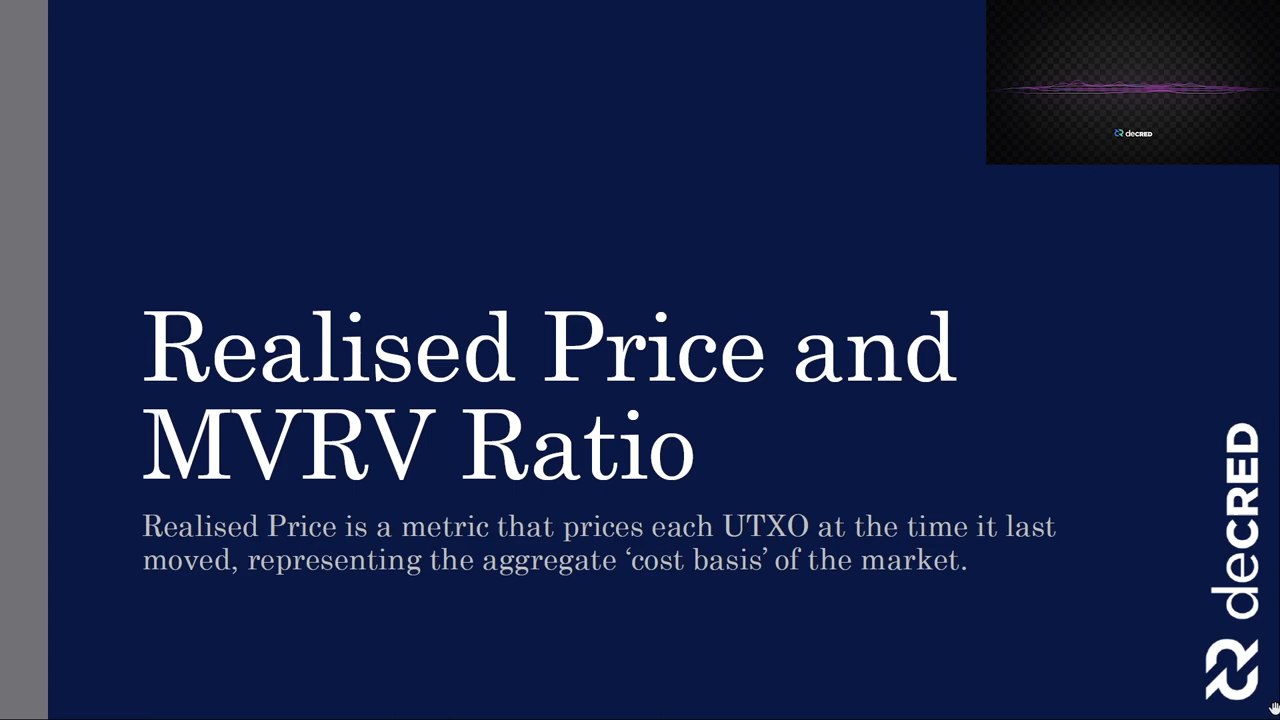 decRED
Realised Price and
MVRV Ratio
Realised Price is a metric that prices each UTXO at the time it last
moved, representing the aggregate ‘cost basis’ of the market.
decRED